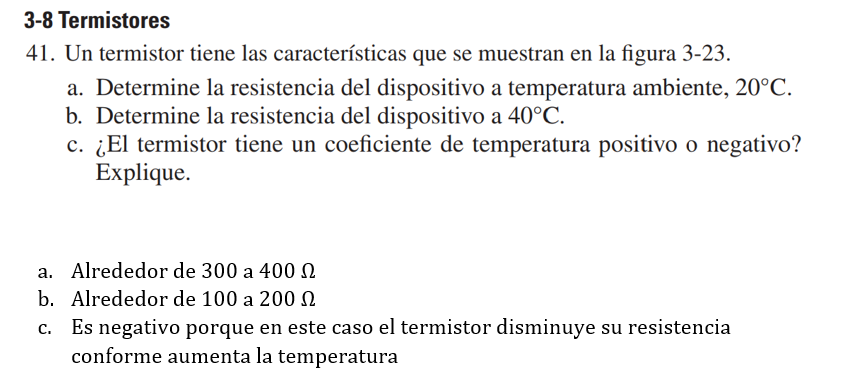 3-8 Termistores
41. Un termistor tiene las características que se muestran en la figura 3-23.
a. Determine la resistencia del dispositivo a temperatura ambiente, 20°C.
b. Determine la resistencia del dispositivo a 40°C.
c. ¿El termistor tiene un coeficiente de temperatura positivo o negativo?
Explique.
a. Alrededor de 300 a 400 Ω
b. Alrededor de 100 a 200 Ω
c. Es negativo porque en este caso el termistor disminuye su resistencia
conforme aumenta la temperatura